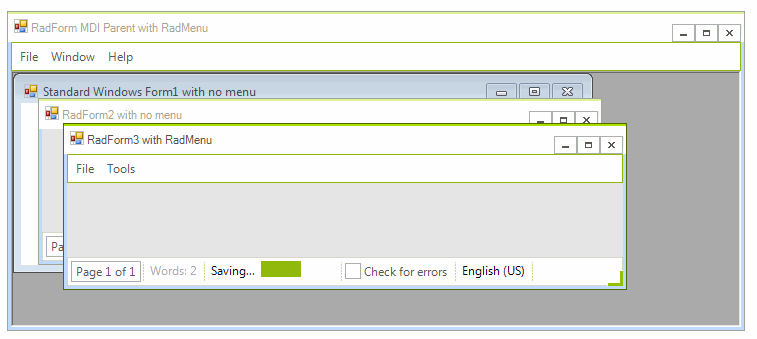 RadForm MDI Parent with RadMenu
File Window Help
Standard Windows Form1 with no menu
RadForm2 with no menu
RadForm3 with RadMenu
File Tools
Pa
Page 1 of 1 Words: 2 Saving... Check for errors English (US)